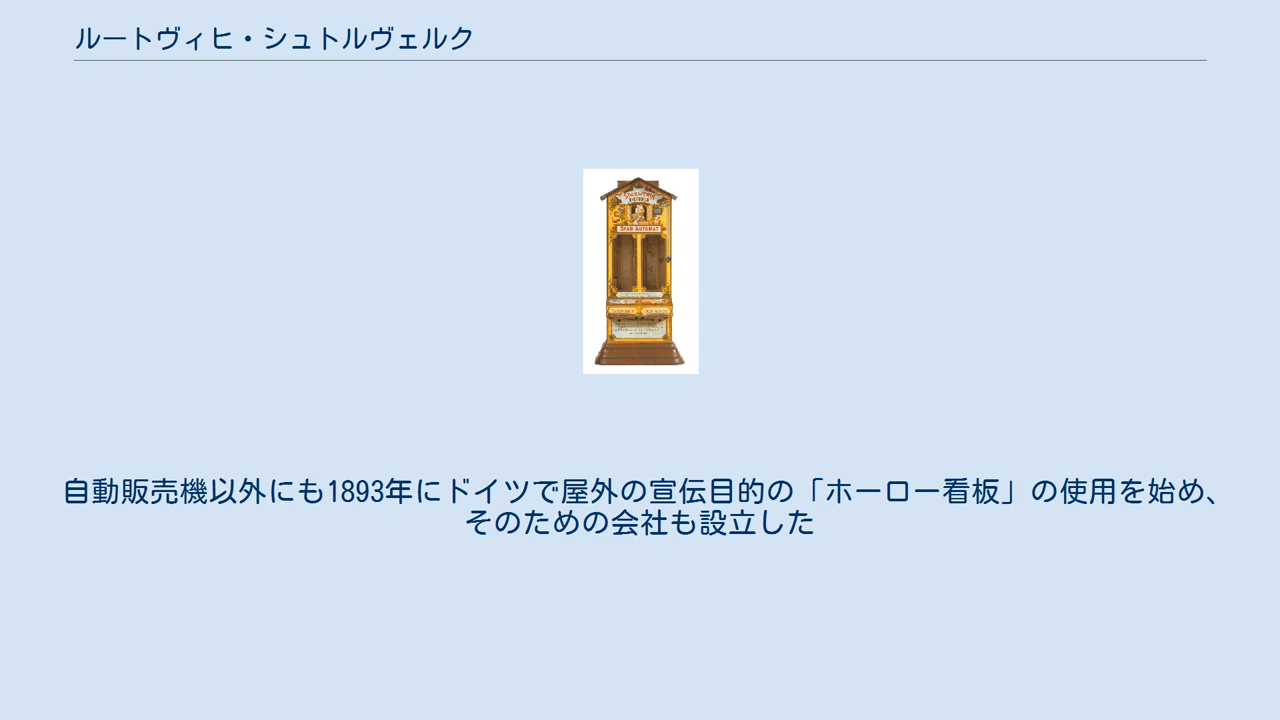 ルートヴィヒ・シュトルヴェルク
SPAR-AUTOMAT
自動販売機以外にも1893年にドイツで屋外の宣伝目的の「ホーロー看板」の使用を始め、
そのための会社も設立した